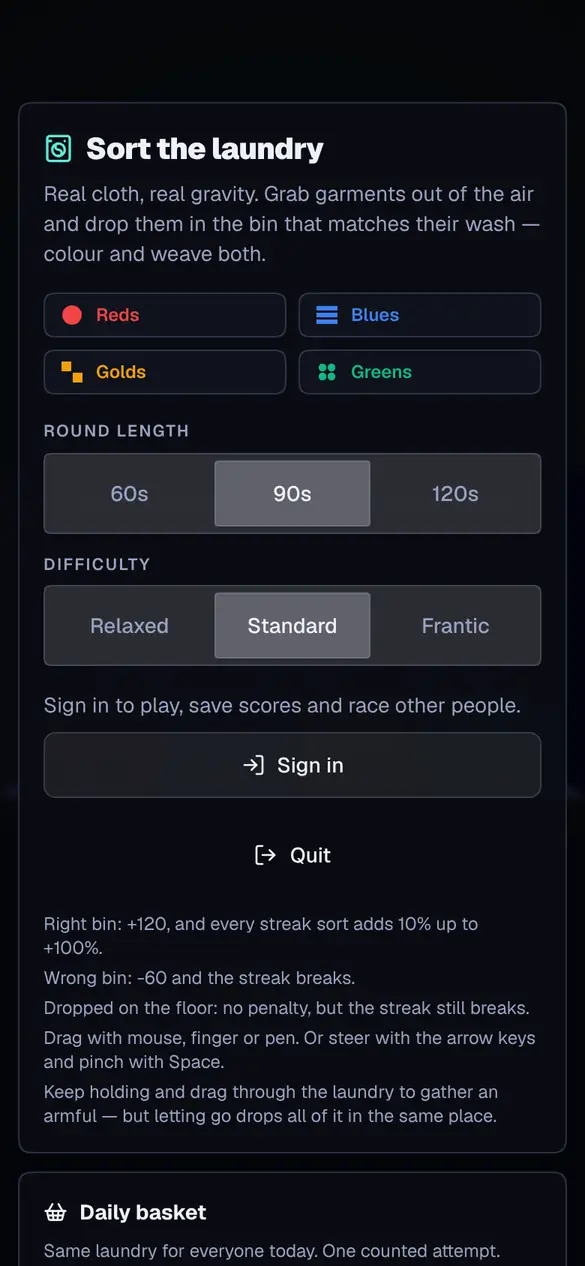 Sort the laundry
Real cloth, real gravity. Grab garments out of the air
and drop them in the bin that matches their wash —
colour and weave both.
Reds
Blues
Golds
Greens
ROUND LENGTH
60s
90s
120s
DIFFICULTY
Relaxed
Standard
Frantic
Sign in to play, save scores and race other people.
Sign in
Quit
Right bin: +120, and every streak sort adds 10% up to
+100%.
Wrong bin: -60 and the streak breaks.
Dropped on the floor: no penalty, but the streak still breaks.
Drag with mouse, finger or pen. Or steer with the arrow keys
and pinch with Space.
Keep holding and drag through the laundry to gather an
armful — but letting go drops all of it in the same place.
Daily basket
Same laundry for everyone today. One counted attempt.